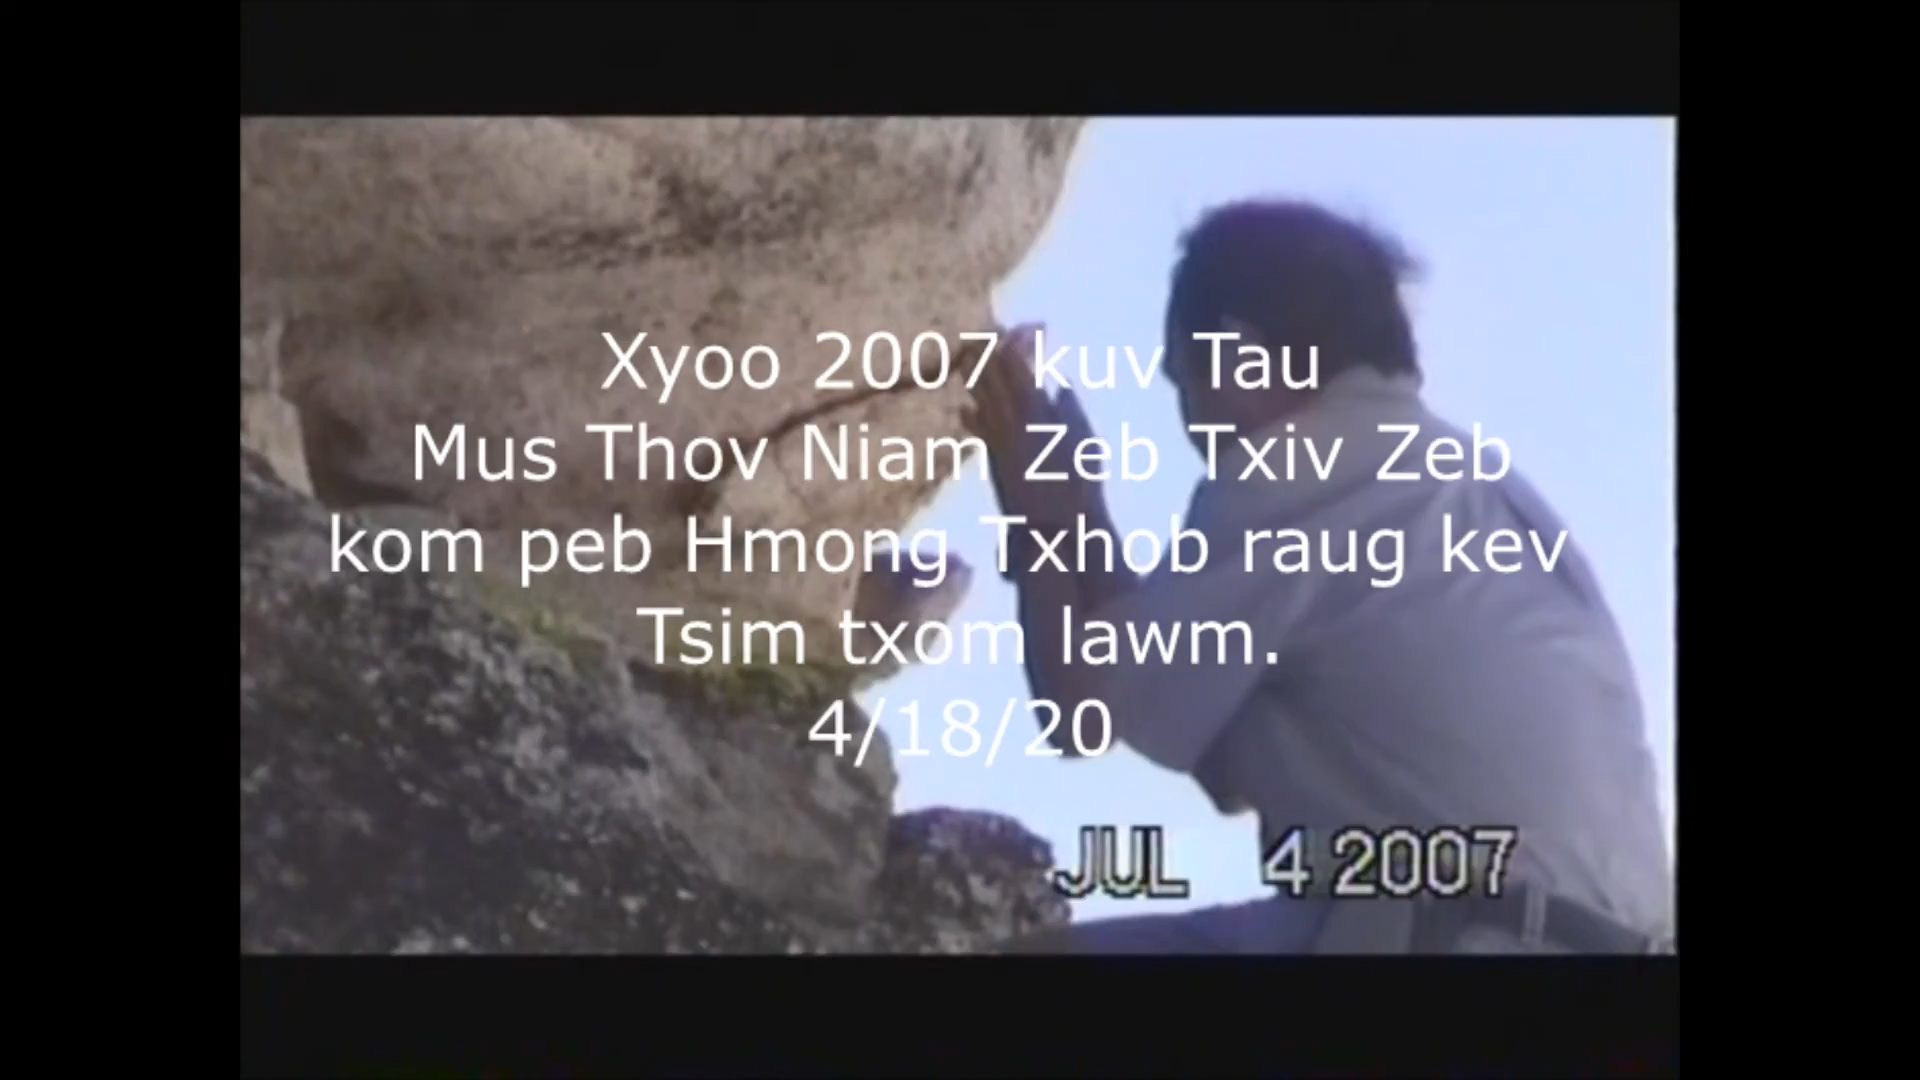 Xyoo 2007 kuv Tau
Mus Thov Niam Zeb Txiv Zeb
kom peb Hmong Txhob raug kev
Tsim txom lawm.
4/18/20
JUL 4 2007